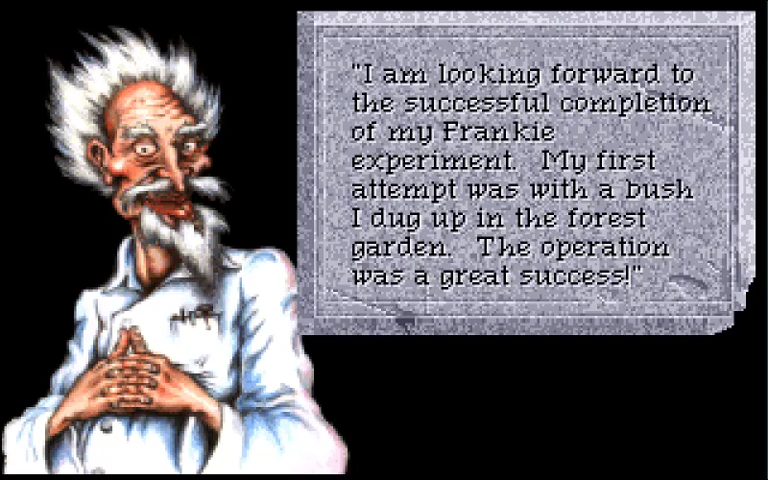 "I am looking forward to
the successful completion
of my Frankie
experiment.  My first
attempt was with a bush
I dug up in the forest
garden.  The operation
was a great success!"